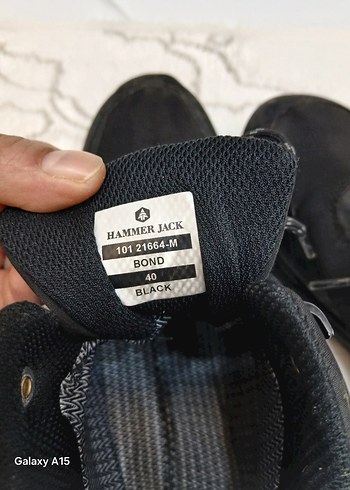 HAMMER JACK
101 21664-M
BOND
40
BLACK
Galaxy A15